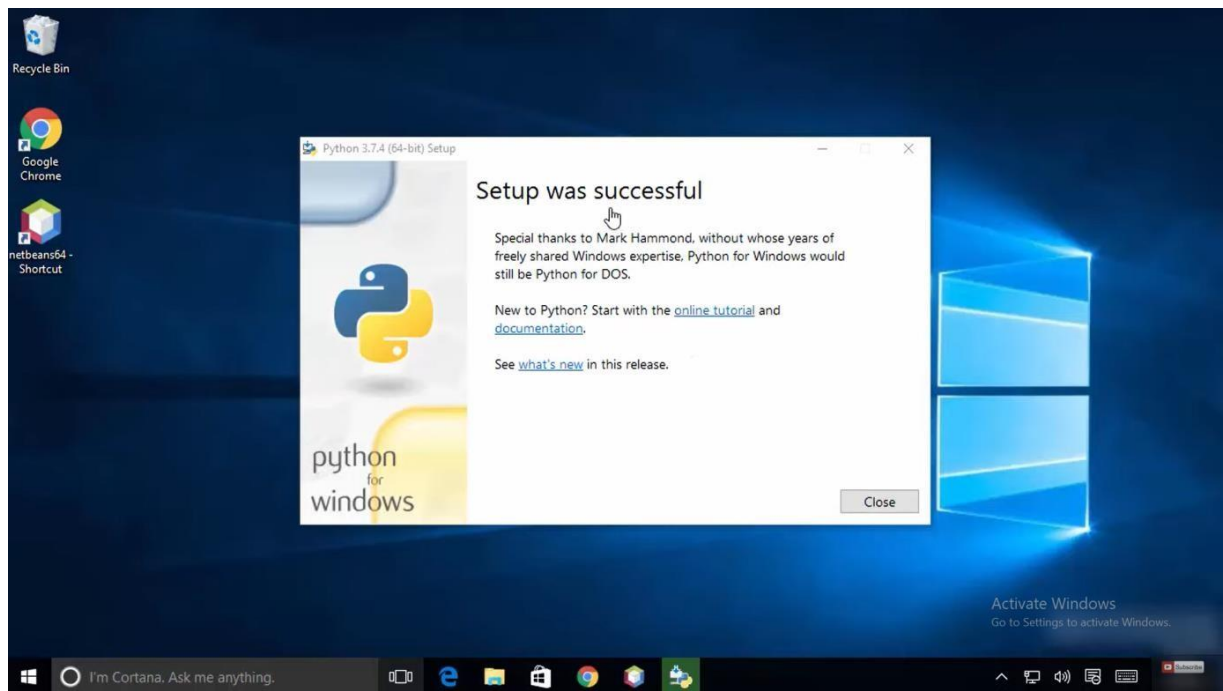 Recycle Bin
Google
Chrome
netbeans64 -
Shortcut
Python 3.7.4 (64-bit) Setup
Setup was successful
Special thanks to Mark Hammond, without whose years of
freely shared Windows expertise, Python for Windows would
still be Python for DOS.
New to Python? Start with the online tutorial and
documentation.
See what's new in this release.
python
for
windows
Close
Activate Windows
Go to Settings to activate Windows.
I'm Cortana. Ask me anything.
Subscribe